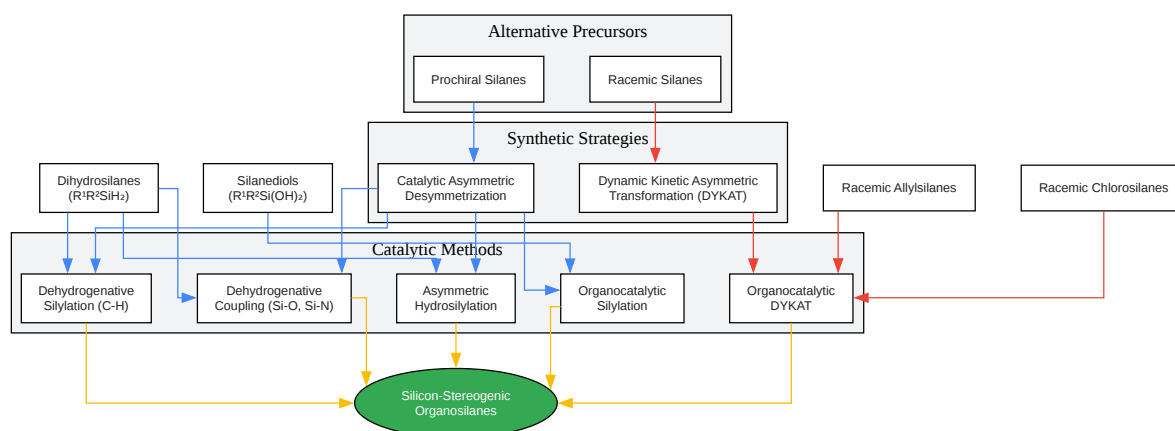 Alternative Precursors
Prochiral Silanes
Racemic Silanes
Synthetic Strategies
Dihydrosilanes
(R¹R²SiH₂)
Silanediols
(R¹R²Si(OH)₂)
Catalytic Asymmetric
Desymmetrization
Dynamic Kinetic Asymmetric
Transformation (DYKAT)
Racemic Allylsilanes
Racemic Chlorosilanes
Catalytic Methods
Dehydrogenative
Silylation (C-H)
Dehydrogenative
Coupling (Si-O, Si-N)
Asymmetric
Hydrosilylation
Organocatalytic
Silylation
Organocatalytic
DYKAT
Silicon-Stereogenic
Organosilanes